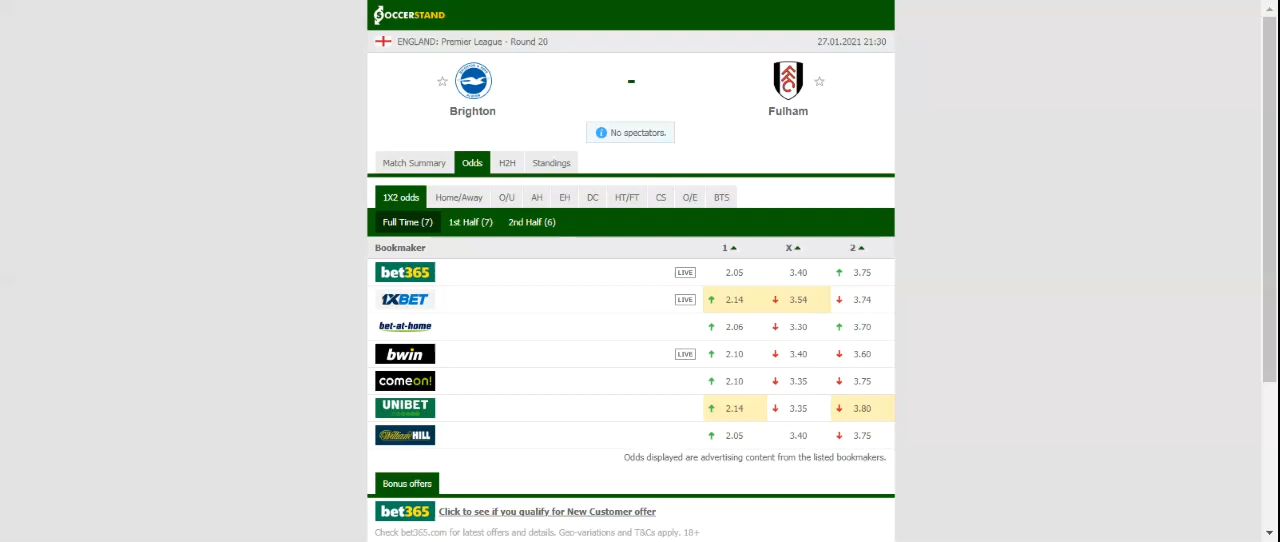 SOCCERSTAND
ENGLAND: Premier League - Round 20 27.01.2021 21:30
-
Brighton Fulham
No spectators.
Match Summary Odds H2H Standings
1X2 odds Home/Away O/U AH EH DC HT/FT CS O/E BTS
Full Time (7) 1st Half (7) 2nd Half (6)
Bookmaker 1 X 2
bet365 LIVE 2.05 3.40 3.75
1XBET LIVE 2.14 3.54 3.74
bet-at-home 2.06 3.30 3.70
bwin LIVE 2.10 3.40 3.60
comeon! 2.10 3.35 3.75
UNIBET 2.14 3.35 3.80
William HILL 2.05 3.40 3.75
Odds displayed are advertising content from the listed bookmakers.
Bonus offers
bet365 Click to see if you qualify for New Customer offer
Check bet365.com for latest offers and details. Geo-variations and T&Cs apply. 18+